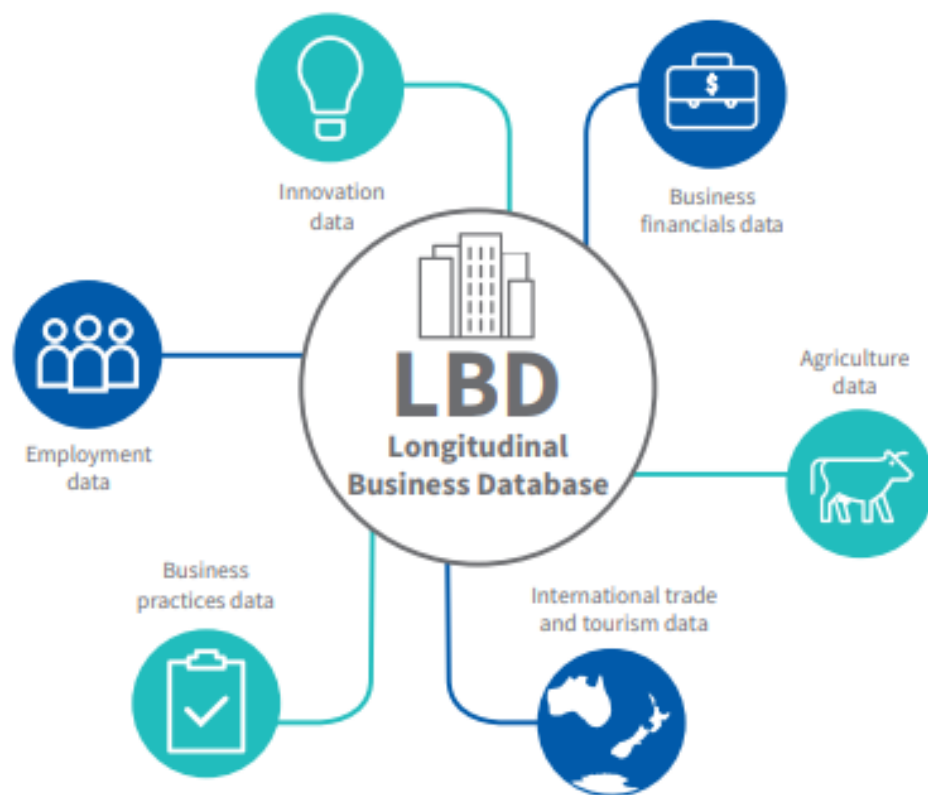 Innovation
data
Business
financials data
$
LBD
Longitudinal
Business Database
Agriculture
data
Employment
data
Business
practices data
International trade
and tourism data